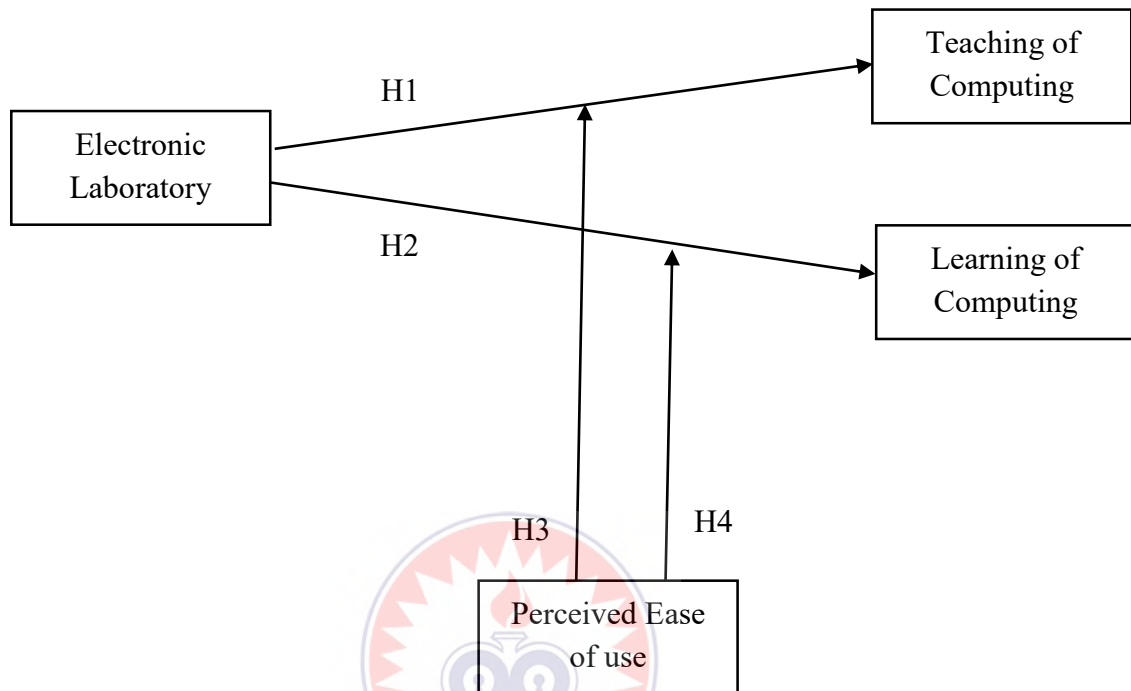 Teaching of
Computing
H1
Electronic
Laboratory
H2
Learning of
Computing
H3
H4
Perceived Ease
of use